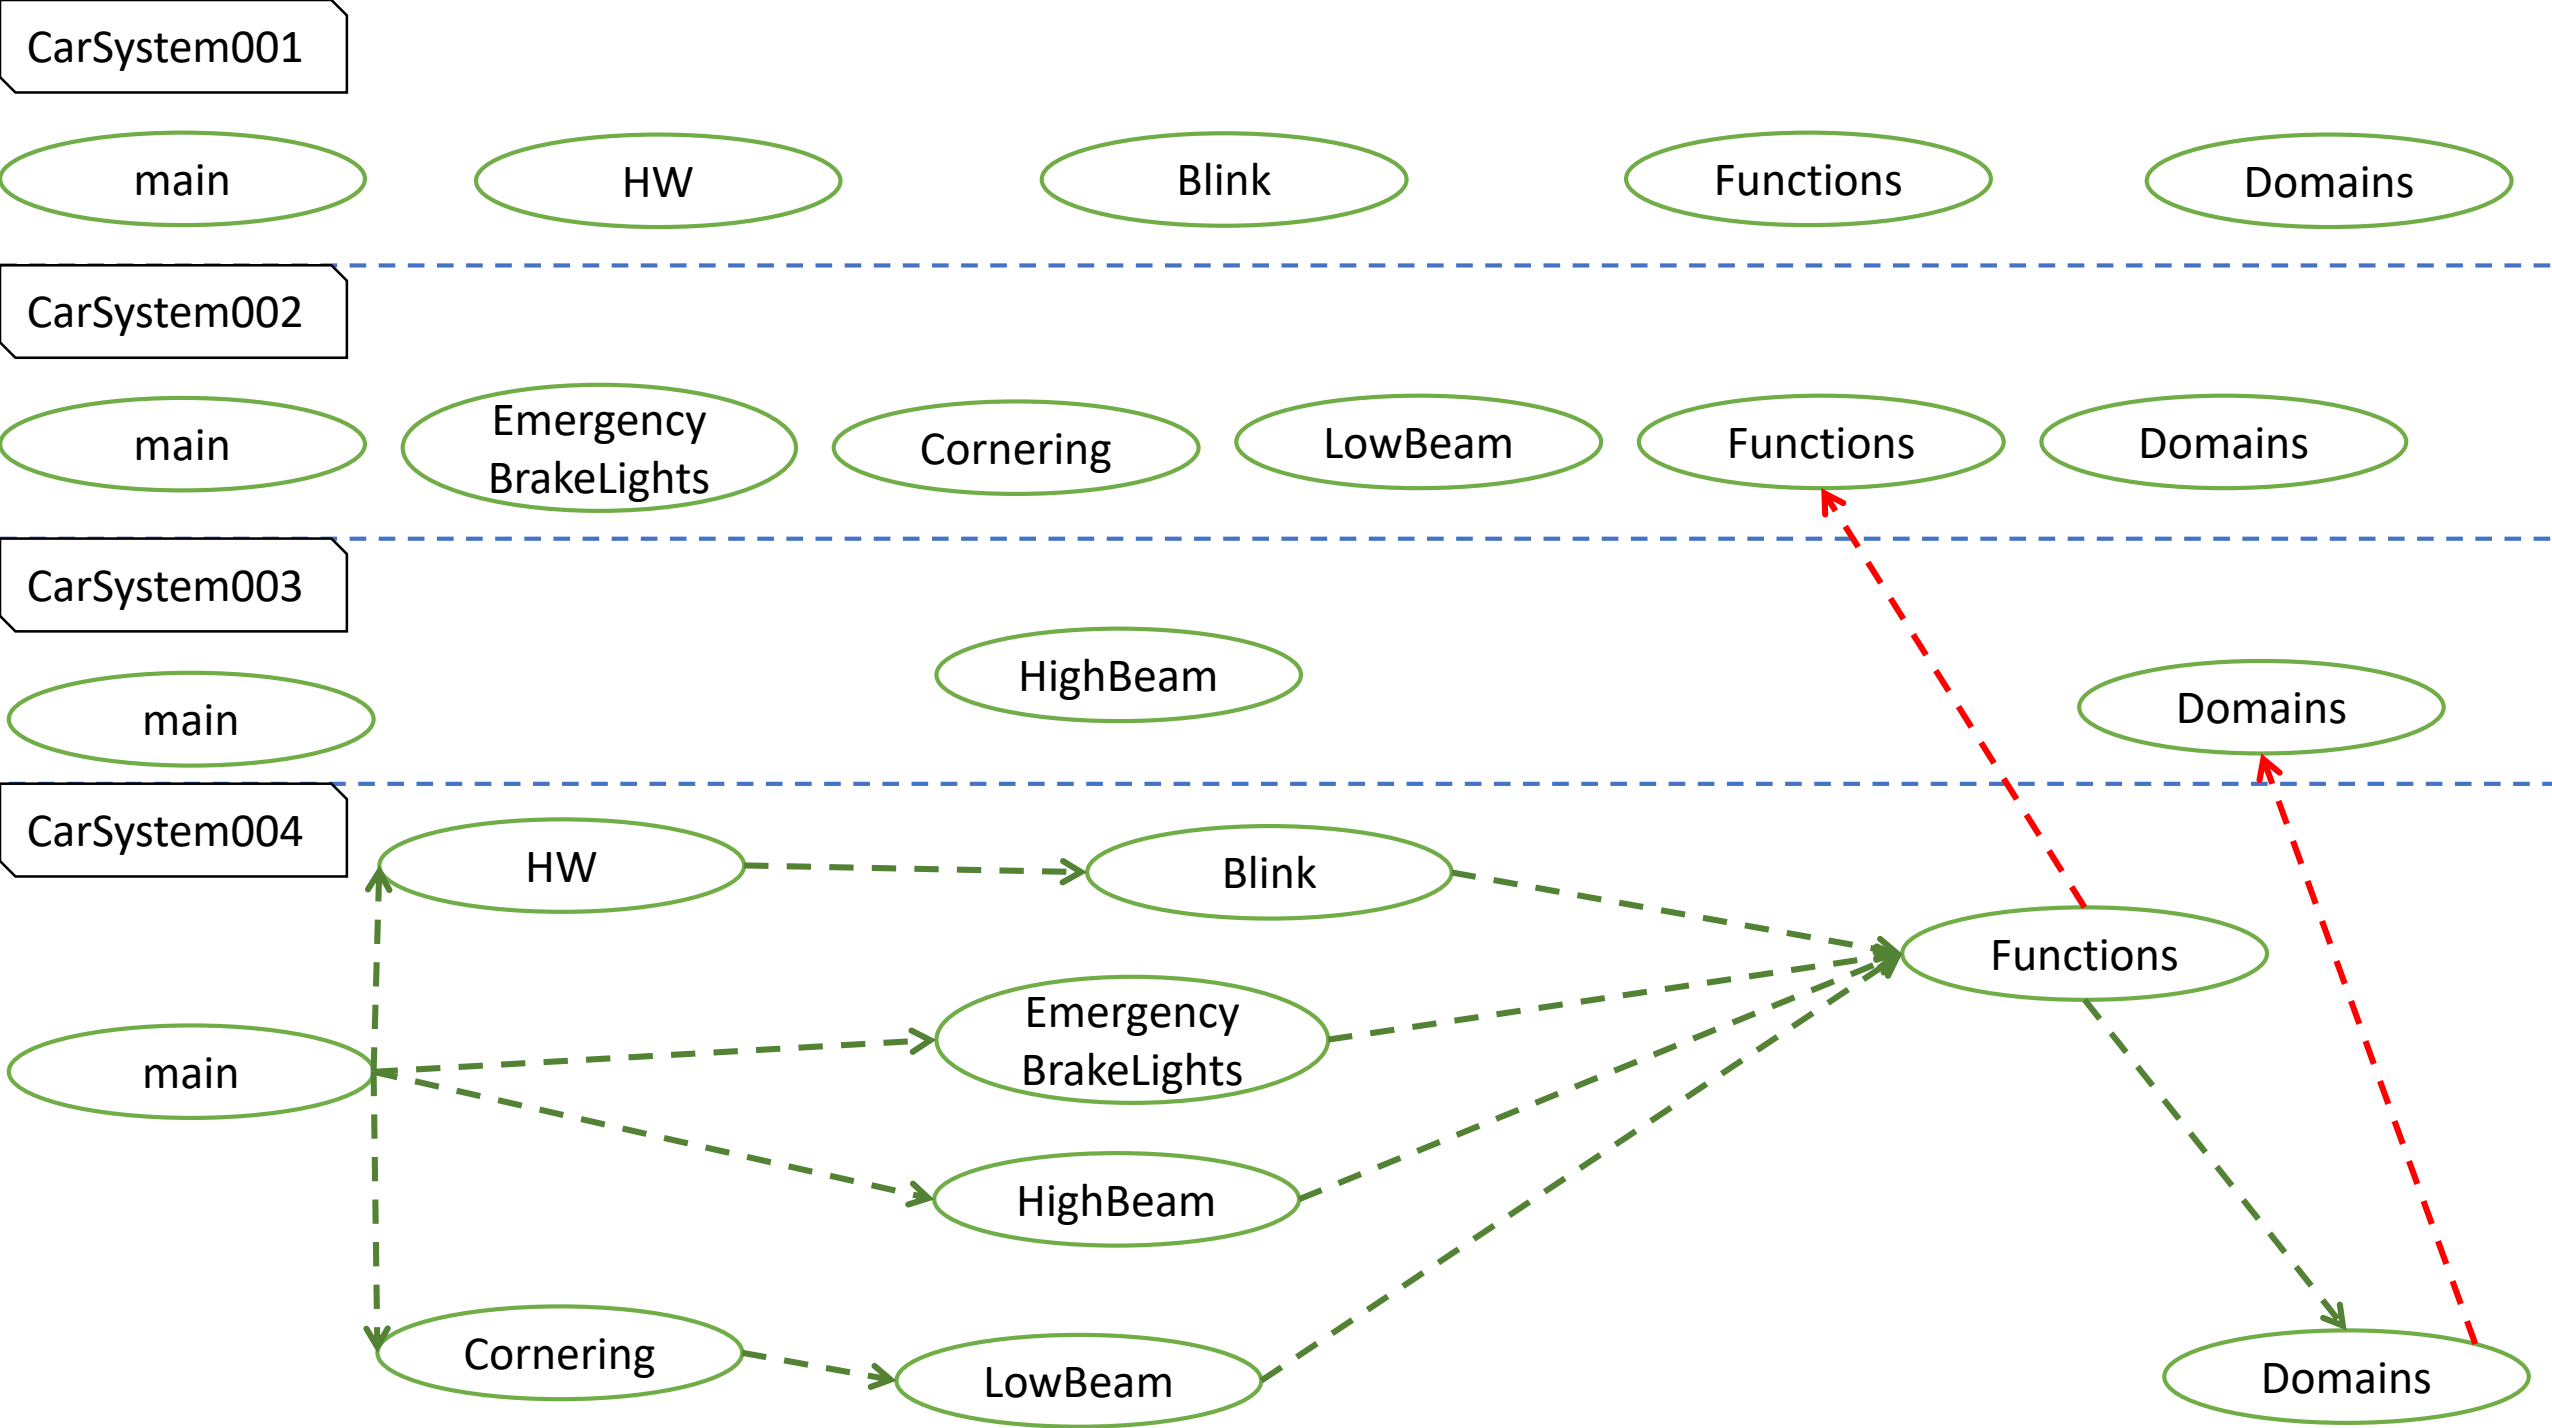 CarSystem001
main
HW
Blink
Functions
Domains
CarSystem002
main
Emergency
BrakeLights
Cornering
LowBeam
Functions
Domains
CarSystem003
main
HighBeam
Domains
CarSystem004
HW
Blink
Functions
Emergency
BrakeLights
main
HighBeam
Cornering
LowBeam
Domains